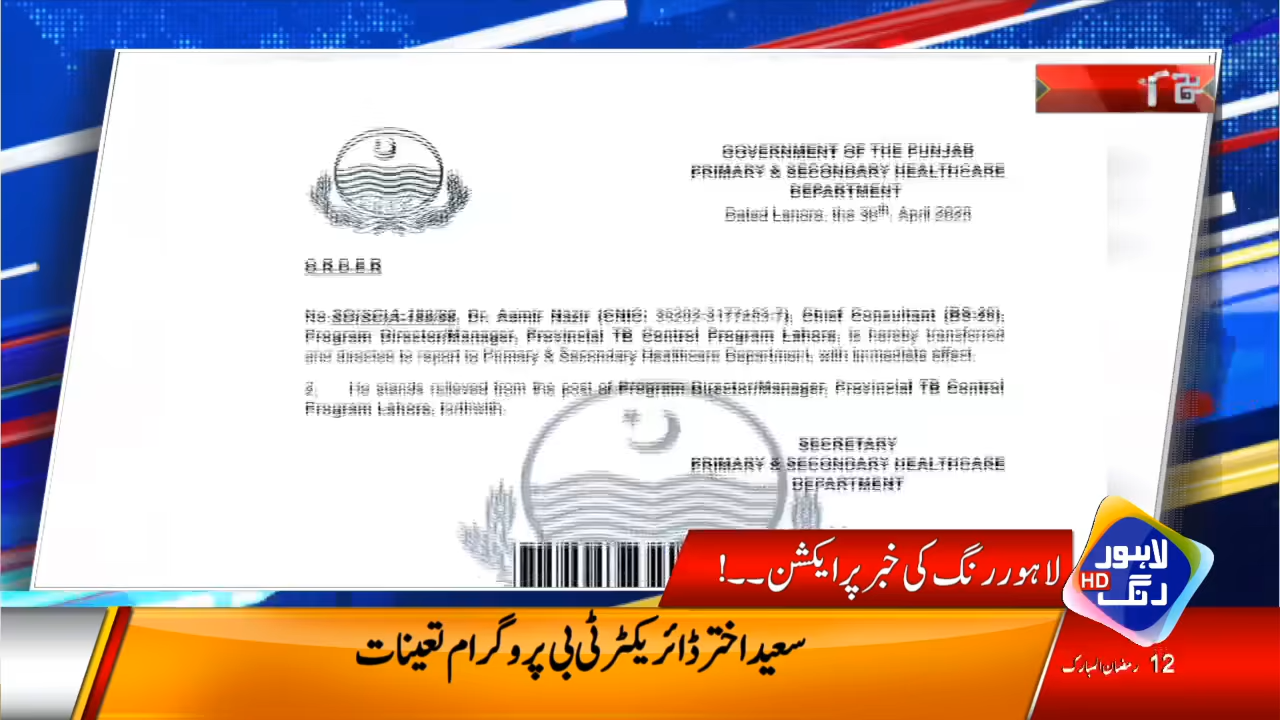 GOVERNMENT OF THE PUNJAB
PRIMARY & SECONDARY HEALTHCARE
DEPARTMENT
Dated Lahore, the th, April 2020
ORDER
No. Dr. Aamir Nazir (CNIC: Chief Consultant
Program Director/Manager, Provincial TB Control Program Lahore, is hereby transferred
and directed to report to Primary & Secondary Healthcare Department, with immediate effect.
2. He stands relieved from the post of Program Director/Manager, Provincial TB Control
Program Lahore, forthwith.
SECRETARY
PRIMARY & SECONDARY HEALTHCARE
DEPARTMENT
لاہور رنگ کی خبر پر ایکشن ۔۔!
لاہور
رنگ
HD
سعید اختر ڈائریکٹر ٹی بی پروگرام تعینات
12 رمضان المبارک